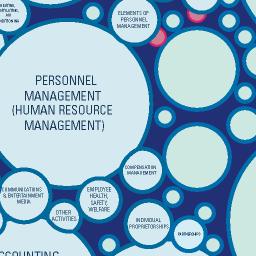 ELEMENTS OF
PERSONNEL
MANAGEMENT
PERSONNEL
MANAGEMENT
(HUMAN RESOURCE
MANAGEMENT)
COMPENSATION
MANAGEMENT
COMMUNICATIONS
& ENTERTAINMENT
MEDIA
EMPLOYEE
HEALTH,
SAFETY,
WELFARE
OTHER
ACTIVITIES
INDIVIDUAL
PROPRIETORSHIPS
PARTNERSHIPS
ACCOUNTING